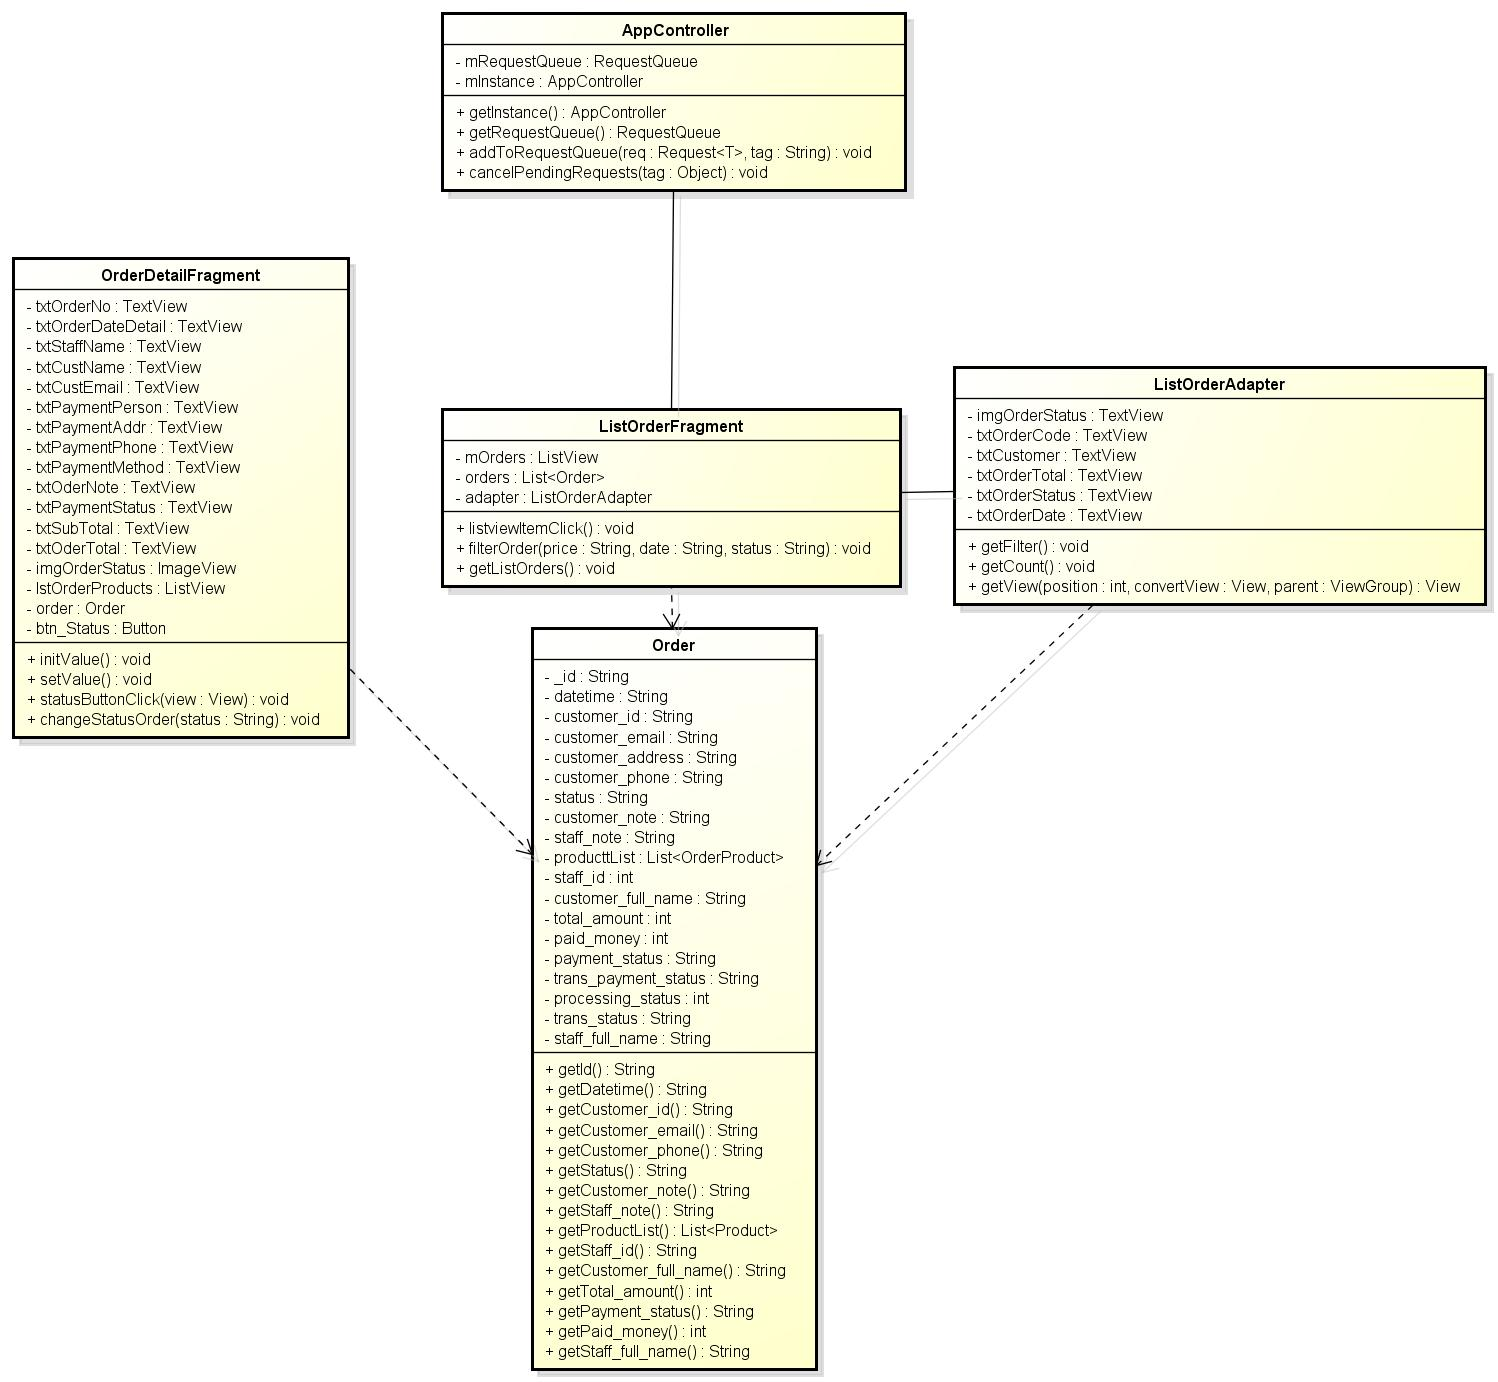 AppController
- mRequestQueue : RequestQueue
- mInstance : AppController
+ getInstance() : AppController
+ getRequestQueue() : RequestQueue
+ addToRequestQueue(req : Request<T>, tag : String) : void
+ cancelPendingRequests(tag : Object) : void
OrderDetailFragment
- txtOrderNo : TextView
- txtOrderDateDetail : TextView
- txtStaffName : TextView
- txtCustName : TextView
- txtCustEmail : TextView
- txtPaymentPerson : TextView
- txtPaymentAddr : TextView
- txtPaymentPhone : TextView
- txtPaymentMethod : TextView
- txtOderNote : TextView
- txtPaymentStatus : TextView
- txtSubTotal : TextView
- txtOderTotal : TextView
- imgOrderStatus : ImageView
- lstOrderProducts : ListView
- order : Order
- btn_Status : Button
+ initValue() : void
+ setValue() : void
+ statusButtonClick(view : View) : void
+ changeStatusOrder(status : String) : void
ListOrderFragment
- mOrders : ListView
- orders : List<Order>
- adapter : ListOrderAdapter
+ listviewItemClick() : void
+ filterOrder(price : String, date : String, status : String) : void
+ getListOrders() : void
ListOrderAdapter
- imgOrderStatus : TextView
- txtOrderCode : TextView
- txtCustomer : TextView
- txtOrderTotal : TextView
- txtOrderStatus : TextView
- txtOrderDate : TextView
+ getFilter() : void
+ getCount() : void
+ getView(position : int, convertView : View, parent : ViewGroup) : View
Order
- _id : String
- datetime : String
- customer_id : String
- customer_email : String
- customer_address : String
- customer_phone : String
- status : String
- customer_note : String
- staff_note : String
- producttList : List<OrderProduct>
- staff_id : int
- customer_full_name : String
- total_amount : int
- paid_money : int
- payment_status : String
- trans_payment_status : String
- processing_status : int
- trans_status : String
- staff_full_name : String
+ getId() : String
+ getDatetime() : String
+ getCustomer_id() : String
+ getCustomer_email() : String
+ getCustomer_phone() : String
+ getStatus() : String
+ getCustomer_note() : String
+ getStaff_note() : String
+ getProductList() : List<Product>
+ getStaff_id() : String
+ getCustomer_full_name() : String
+ getTotal_amount() : int
+ getPayment_status() : String
+ getPaid_money() : int
+ getStaff_full_name() : String